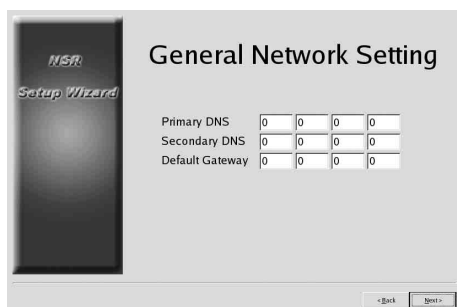 NSR
Setup Wizard
General Network Setting
Primary DNS 0 0 0 0
Secondary DNS 0 0 0 0
Default Gateway 0 0 0 0
< Back Next >